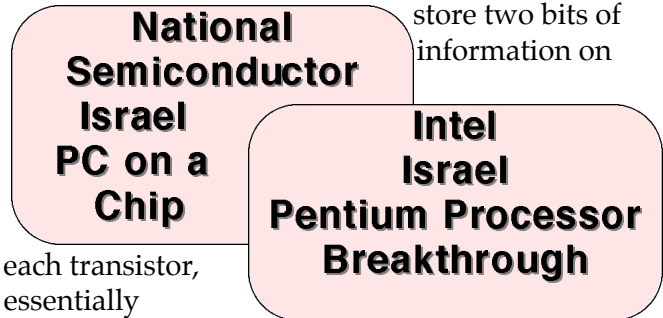 store two bits of
information on
National
Semiconductor
Israel
PC on a
Chip
Intel
Israel
Pentium Processor
Breakthrough
each transistor,
essentially